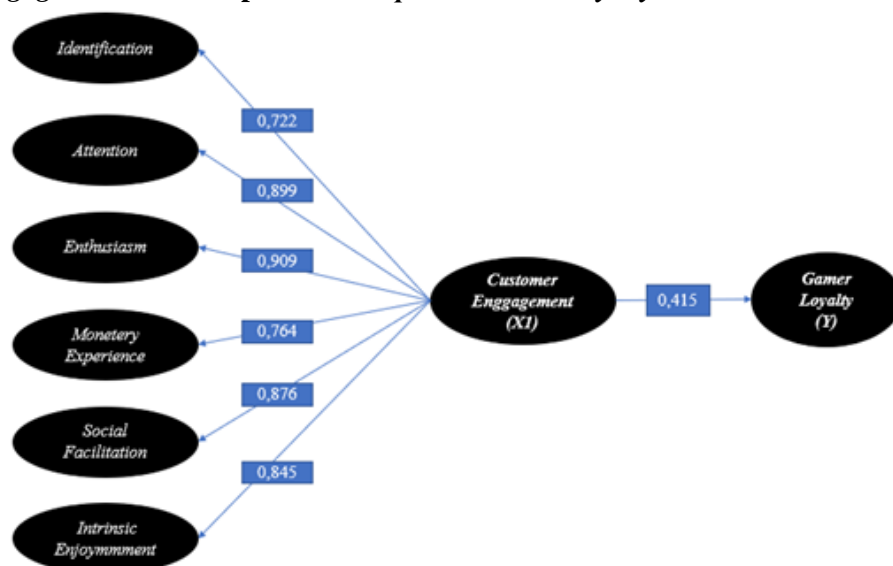 Identification
0,722
Attention
0,899
Enthusiasm
0,909
Customer
Enggagement
(X1)
0,415
Gamer
Loyalty
(Y)
Monetery
Experience
0,764
0,876
Social
Facilitation
0,845
Intrinsic
Enjoymmment